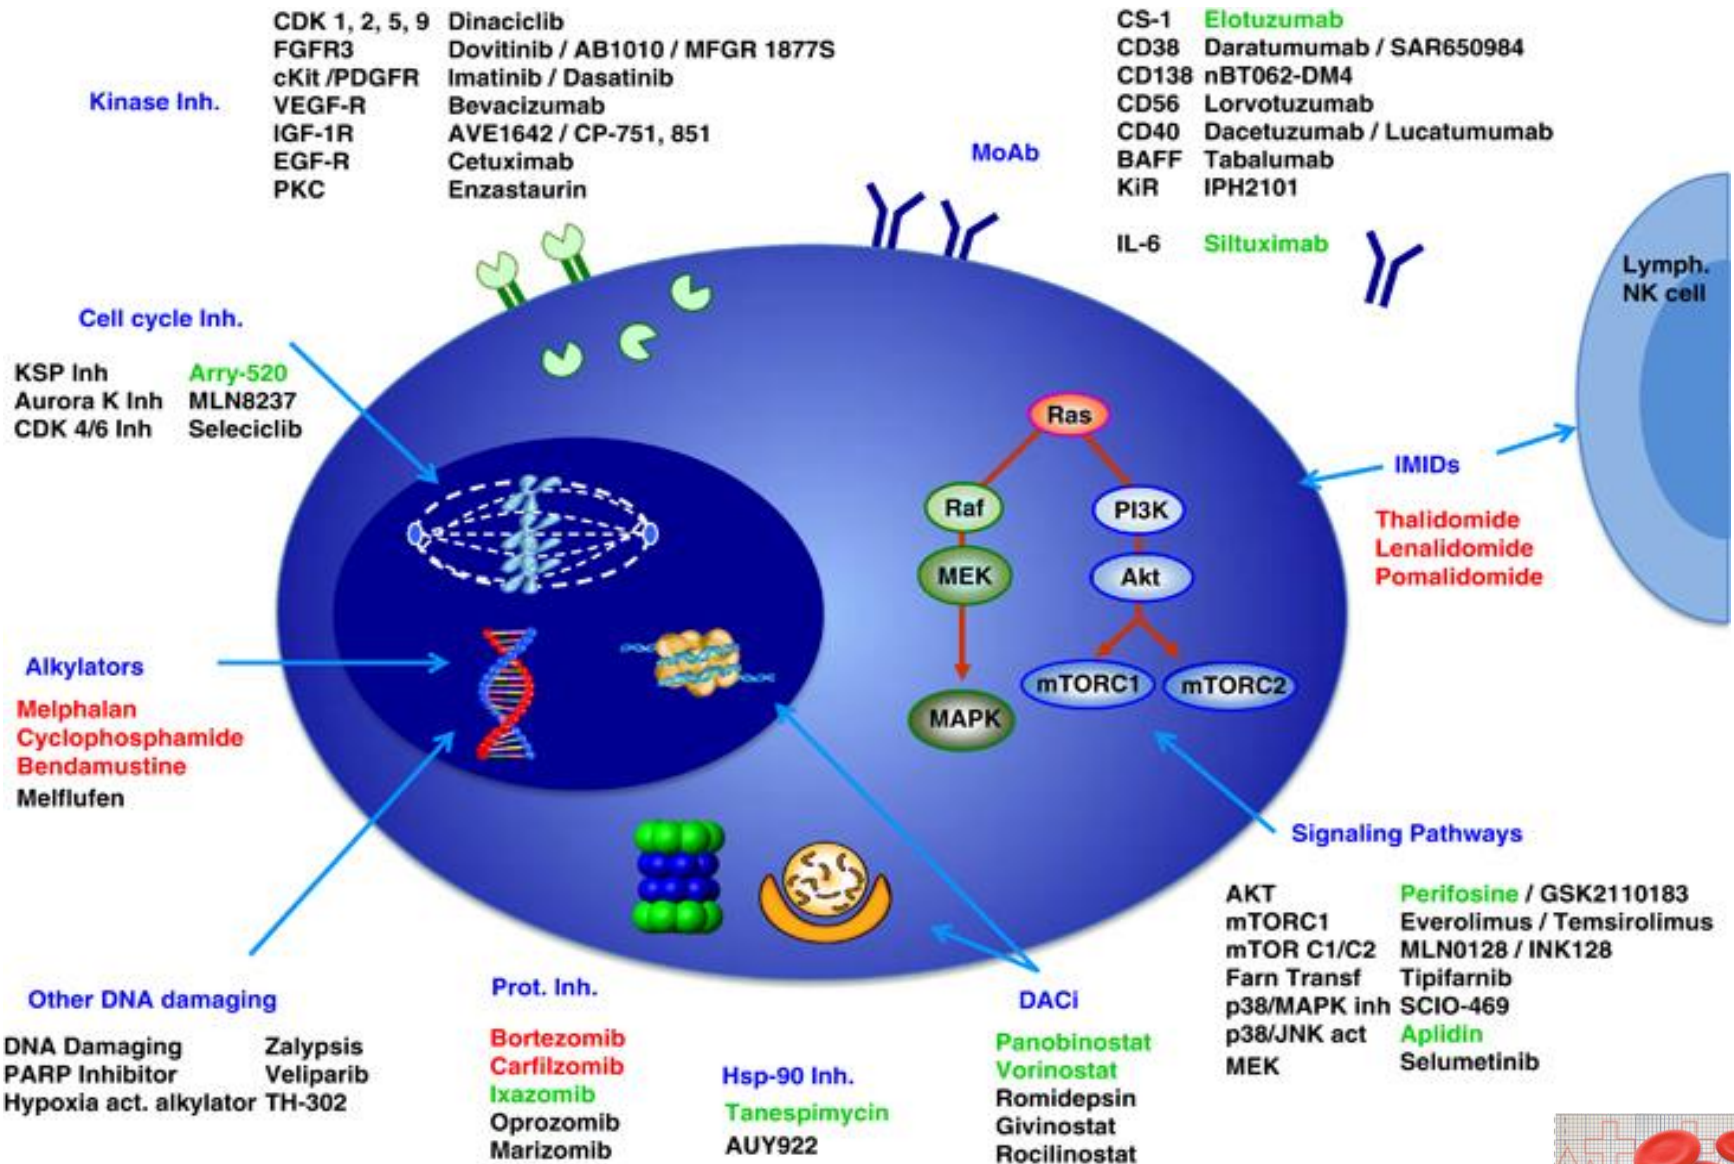 Kinase Inh.
CDK 1, 2, 5, 9 Dinaciclib
FGFR3 Dovitinib / AB1010 / MFGR 1877S
cKit /PDGFR Imatinib / Dasatinib
VEGF-R Bevacizumab
IGF-1R AVE1642 / CP-751, 851
EGF-R Cetuximab
PKC Enzastaurin
MoAb
CS-1 Elotuzumab
CD38 Daratumumab / SAR650984
CD138 nBT062-DM4
CD56 Lorvotuzumab
CD40 Dacetuzumab / Lucatumumab
BAFF Tabalumab
KiR IPH2101
IL-6 Siltuximab
Lymph.
NK cell
Cell cycle Inh.
KSP Inh Arry-520
Aurora K Inh MLN8237
CDK 4/6 Inh Seleciclib
Ras
Raf
PI3K
MEK
Akt
mTORC1
mTORC2
MAPK
IMIDs
Thalidomide
Lenalidomide
Pomalidomide
Alkylators
Melphalan
Cyclophosphamide
Bendamustine
Melflufen
Signaling Pathways
AKT Perifosine / GSK2110183
mTORC1 Everolimus / Temsirolimus
mTOR C1/C2 MLN0128 / INK128
Farn Transf Tipifarnib
p38/MAPK inh SCIO-469
p38/JNK act Aplidin
MEK Selumetinib
Other DNA damaging
DNA Damaging Zalypsis
PARP Inhibitor Veliparib
Hypoxia act. alkylator TH-302
Prot. Inh.
Bortezomib
Carfilzomib
Ixazomib
Oprozomib
Marizomib
Hsp-90 Inh.
Tanespimycin
AUY922
DACi
Panobinostat
Vorinostat
Romidepsin
Givinostat
Rocilinostat